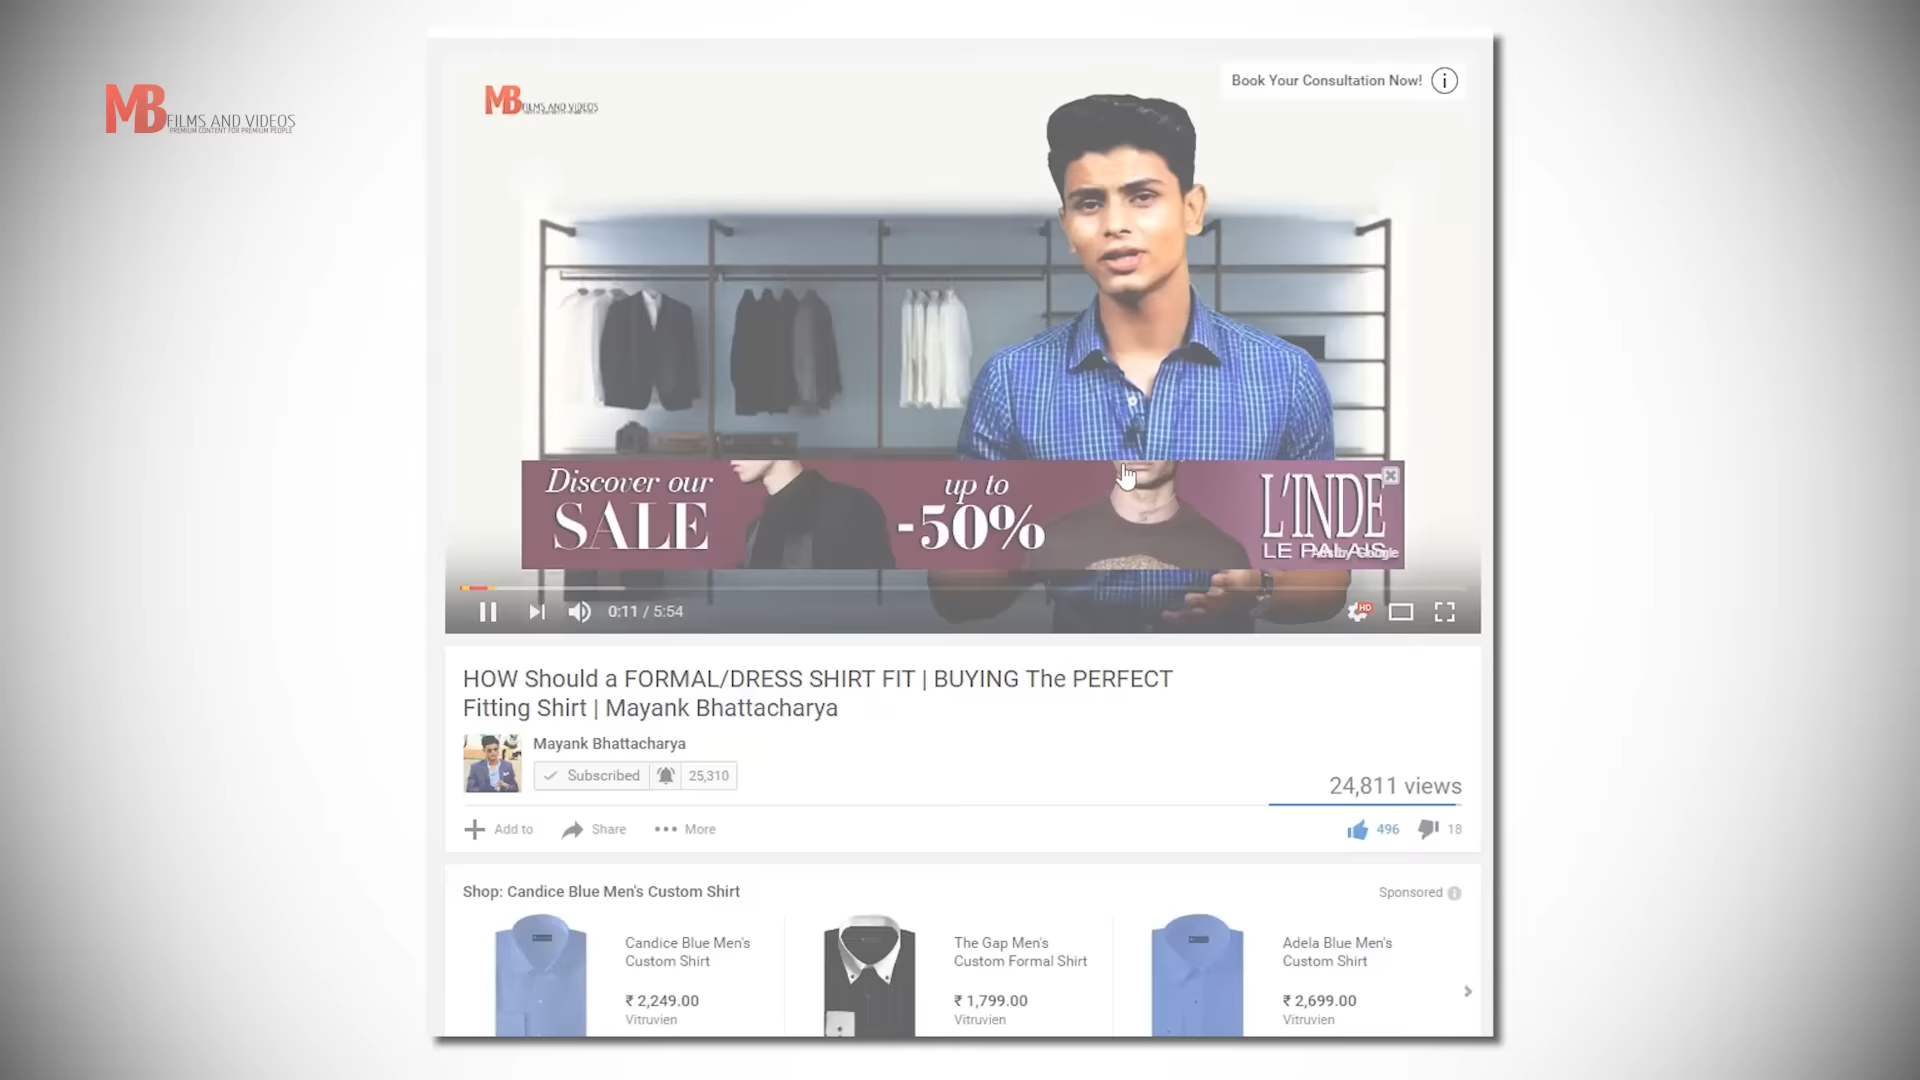 MB FILMS AND VIDEOS
PREMIUM CONTENT FOR PREMIUM PEOPLE
MB FILMS AND VIDEOS
Book Your Consultation Now!
Discover our
SALE
up to
-50%
L'INDE
LE PALAIS
Ads by Google
0:11 / 5:54
HD
HOW Should a FORMAL/DRESS SHIRT FIT | BUYING The PERFECT
Fitting Shirt | Mayank Bhattacharya
Mayank Bhattacharya
Subscribed 25,310
24,811 views
Add to Share More 496 18
Shop: Candice Blue Men's Custom Shirt Sponsored
Candice Blue Men's
Custom Shirt
₹ 2,249.00
Vitruvien
The Gap Men's
Custom Formal Shirt
₹ 1,799.00
Vitruvien
Adela Blue Men's
Custom Shirt
₹ 2,699.00
Vitruvien